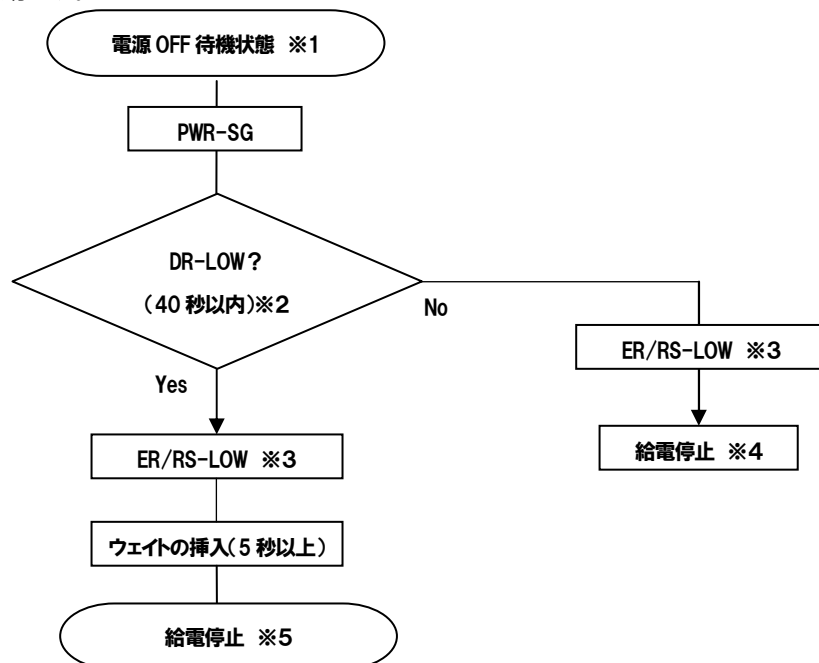 電源 OFF 待機状態 ※1
PWR-SG
DR-LOW?
(40 秒以内)※2
No
ER/RS-LOW ※3
Yes
給電停止 ※4
ER/RS-LOW ※3
ウェイトの挿入(5 秒以上)
給電停止 ※5